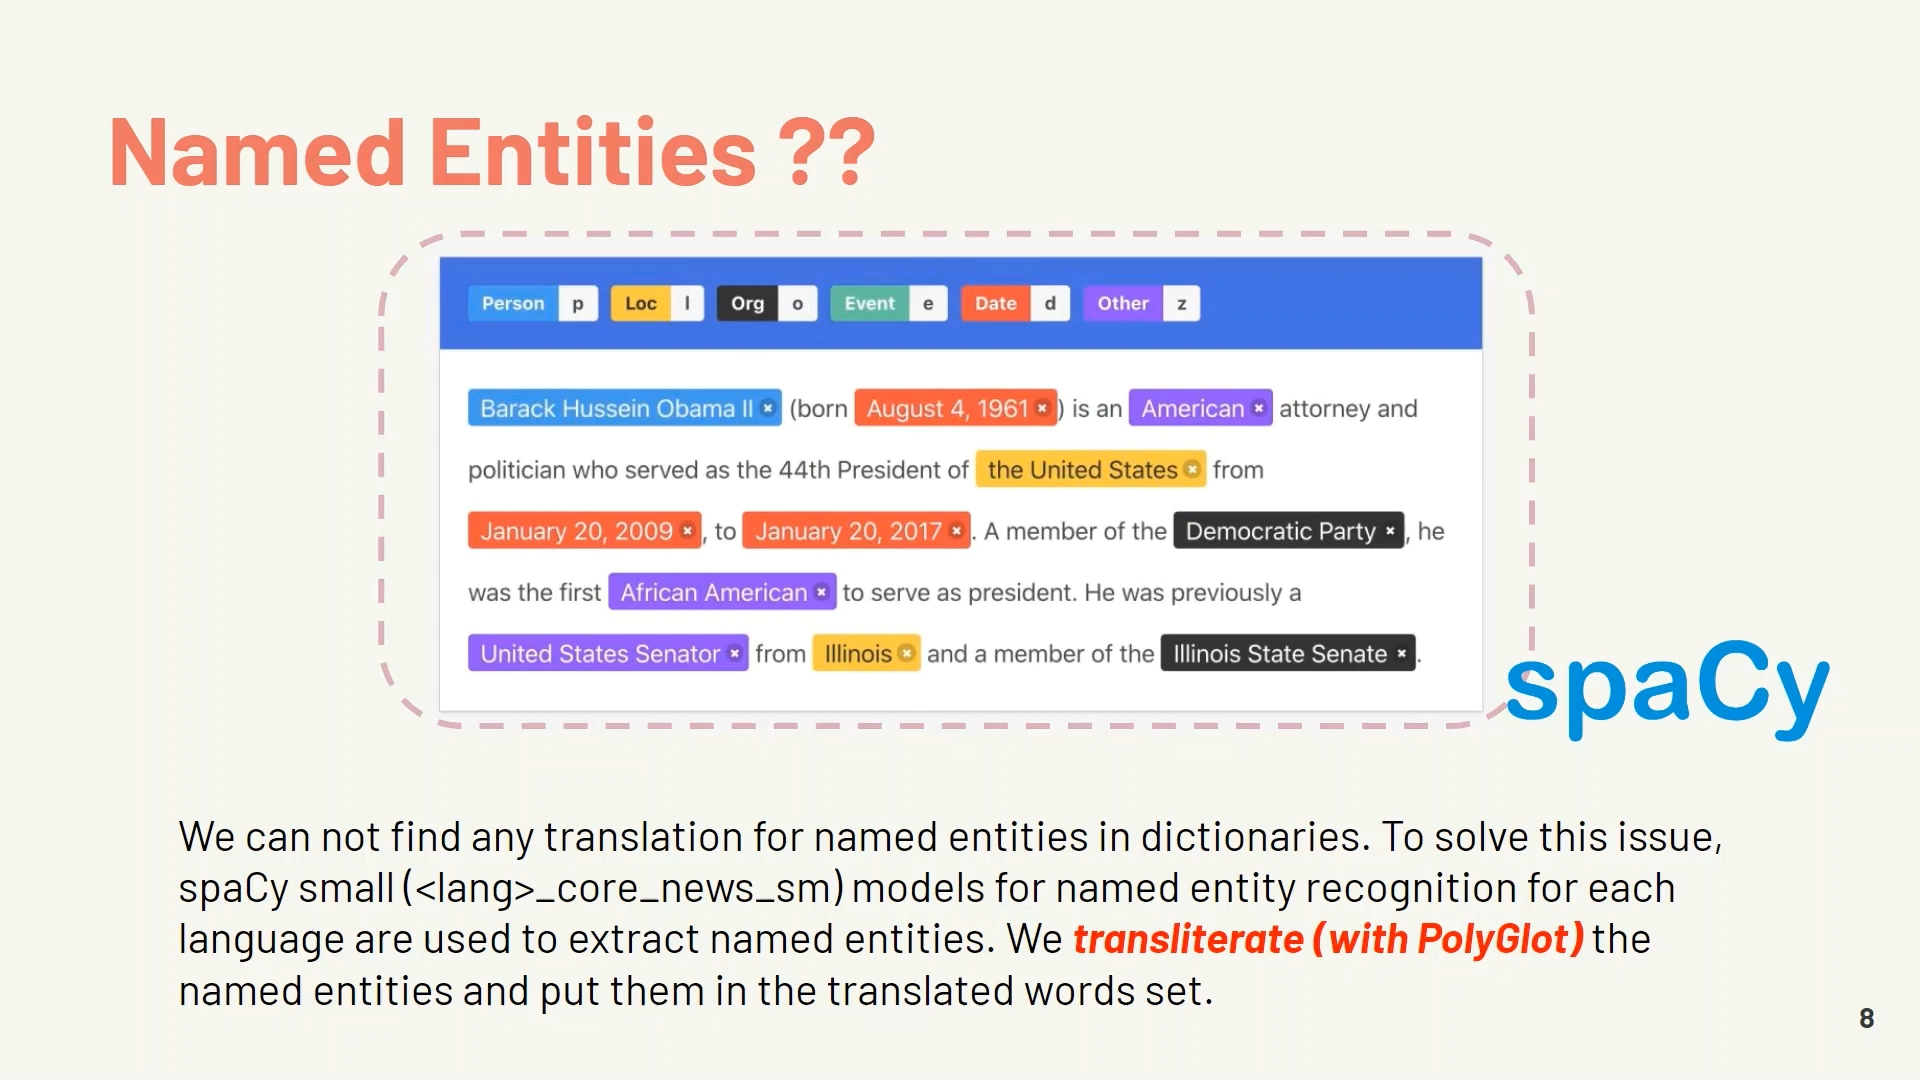 Named Entities ??
Person p Loc l Org o Event e Date d Other z
Barack Hussein Obama II (born August 4, 1961) is an American attorney and
politician who served as the 44th President of the United States from
January 20, 2009, to January 20, 2017. A member of the Democratic Party, he
was the first African American to serve as president. He was previously a
United States Senator from Illinois and a member of the Illinois State Senate.
spaCy
We can not find any translation for named entities in dictionaries. To solve this issue,
spaCy small (<lang>_core_news_sm) models for named entity recognition for each
language are used to extract named entities. We transliterate (with PolyGlot) the
named entities and put them in the translated words set.
8